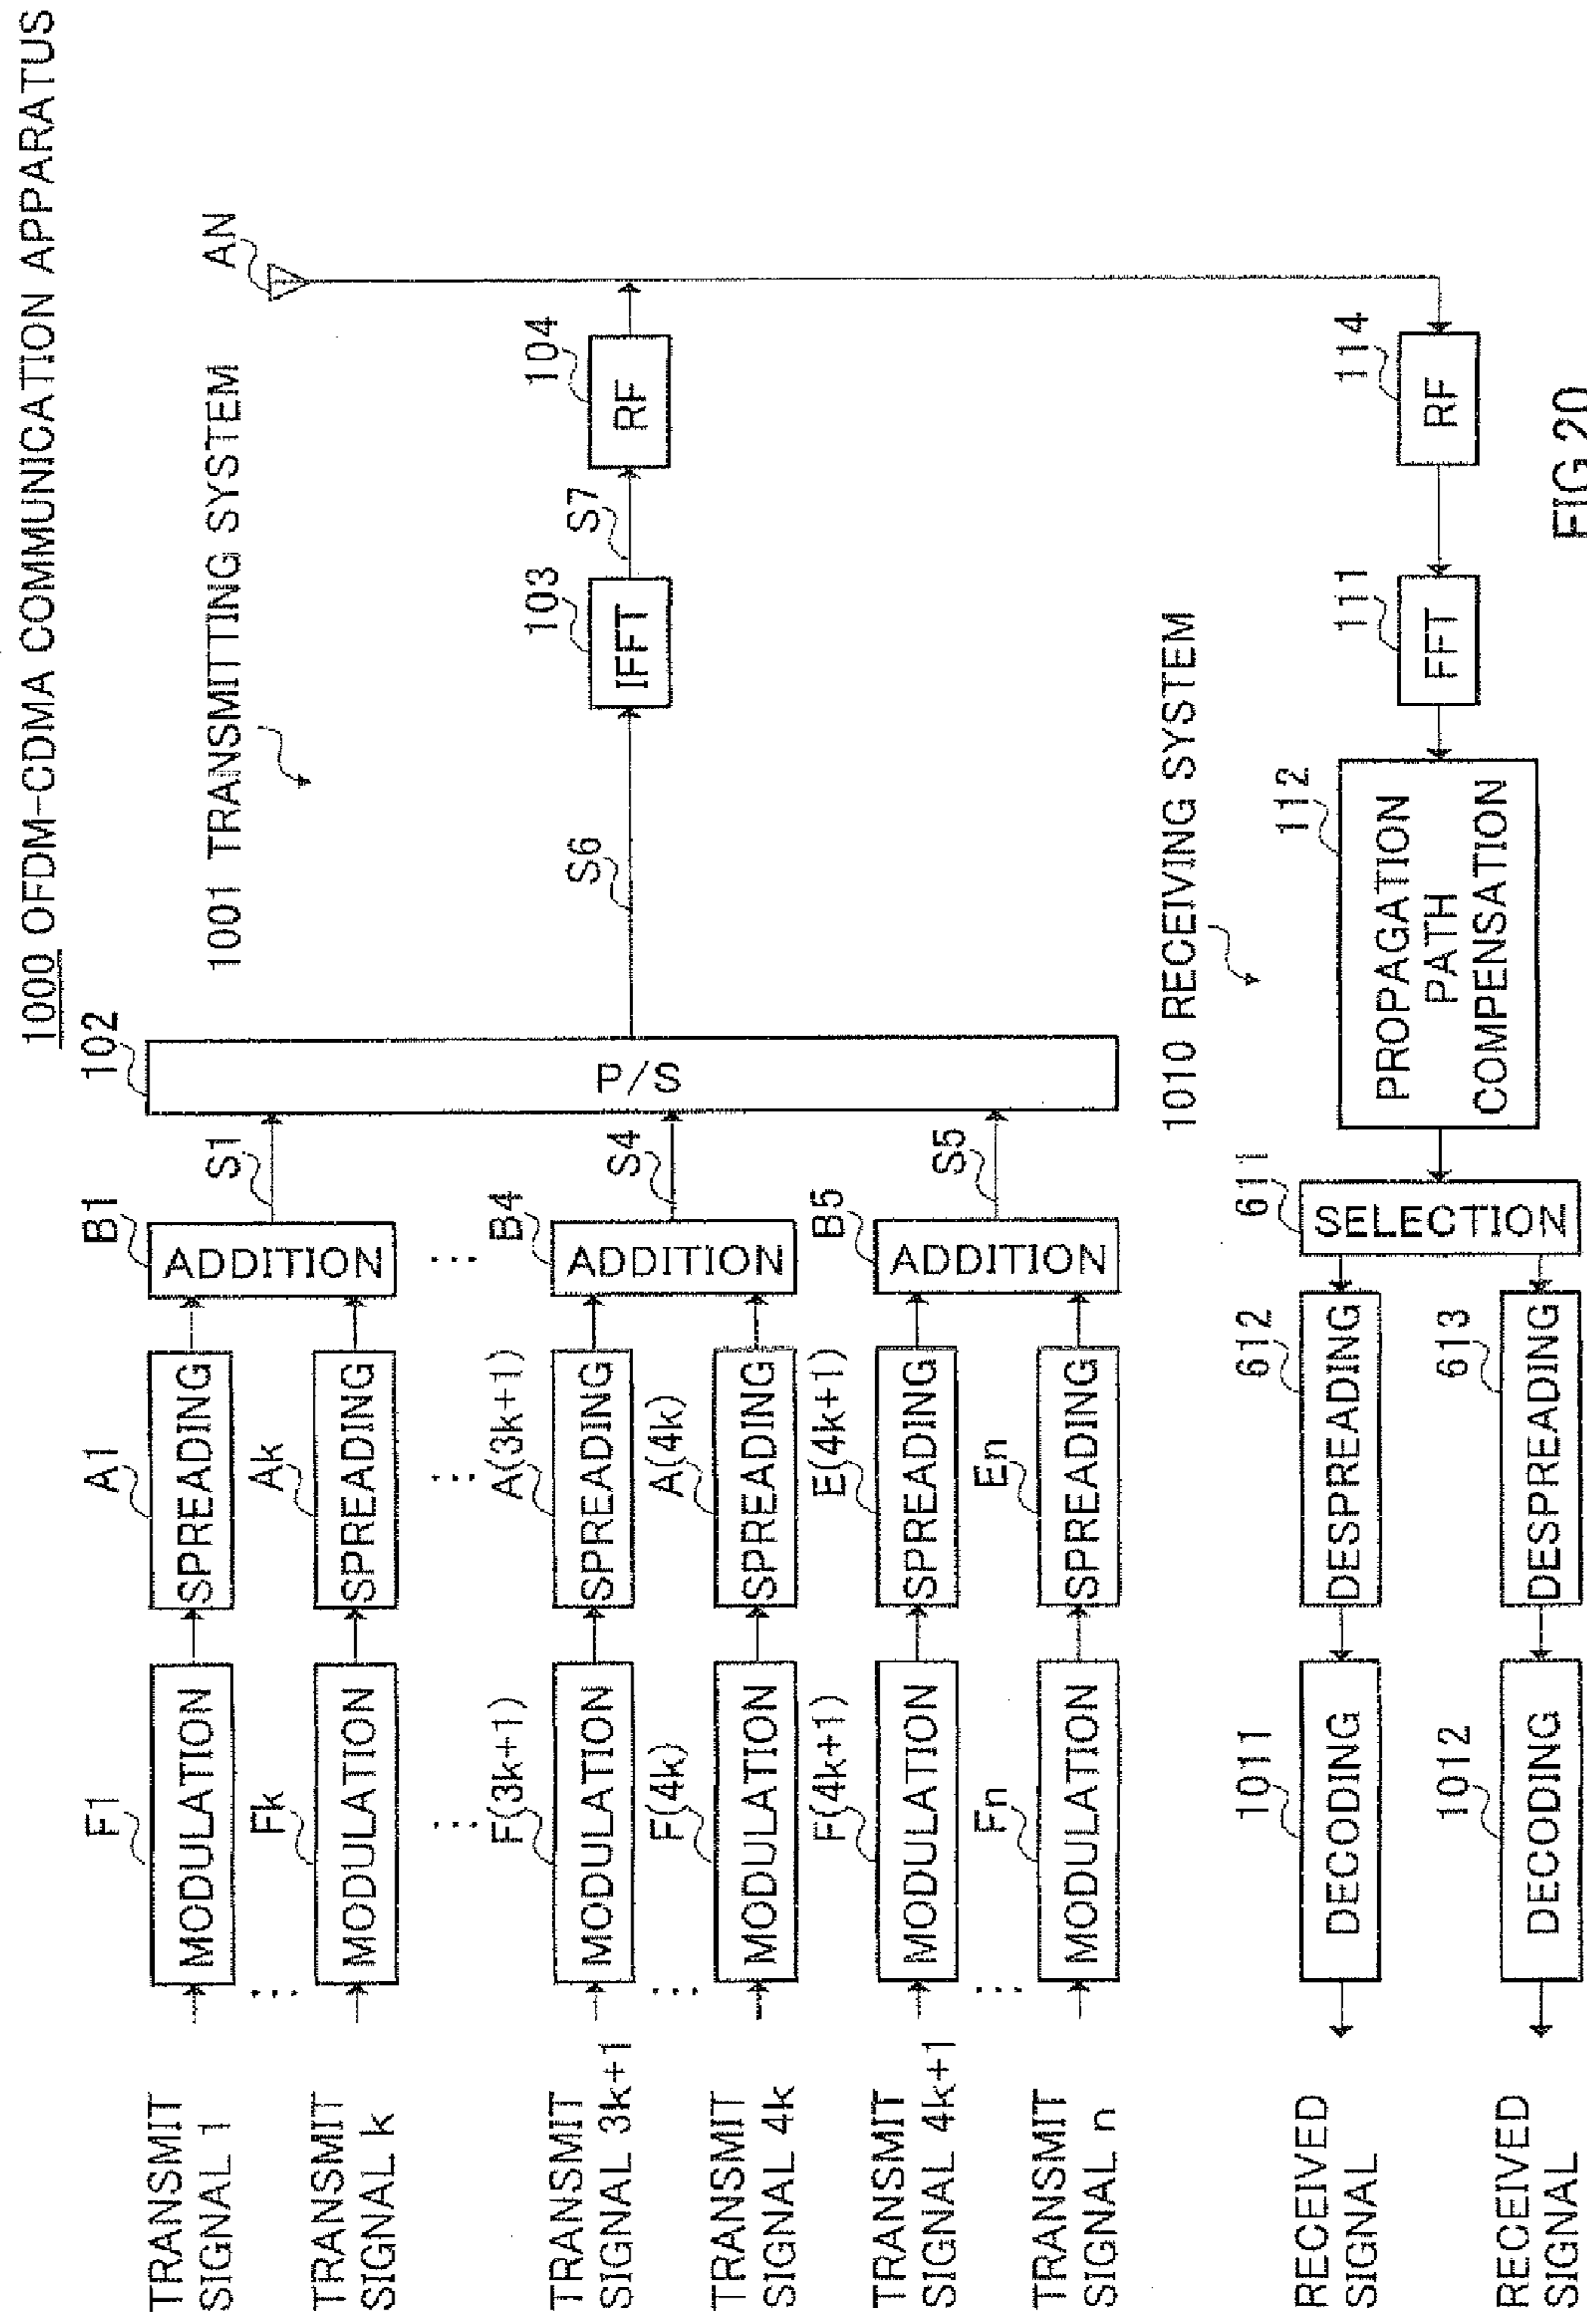 1000 OFDM-CDMA COMMUNICATION APPARATUS
1001 TRANSMITTING SYSTEM
AN
TRANSMIT
SIGNAL 1
F1
MODULATION
A1
SPREADING
B1
ADDITION
S1
102
P/S
...
TRANSMIT
SIGNAL k
Fk
MODULATION
Ak
SPREADING
...
...
...
TRANSMIT
SIGNAL 3k+1
F(3k+1)
MODULATION
A(3k+1)
SPREADING
B4
ADDITION
S4
S6
103
IFFT
S7
104
RF
...
TRANSMIT
SIGNAL 4k
F(4k)
MODULATION
A(4k)
SPREADING
TRANSMIT
SIGNAL 4k+1
F(4k+1)
MODULATION
E(4k+1)
SPREADING
B5
ADDITION
S5
...
TRANSMIT
SIGNAL n
Fn
MODULATION
En
SPREADING
1010 RECEIVING SYSTEM
RECEIVED
SIGNAL
1011
DECODING
612
DESPREADING
611
SELECTION
112
PROPAGATION
PATH
COMPENSATION
111
FFT
114
RF
RECEIVED
SIGNAL
1012
DECODING
613
DESPREADING
FIG.20